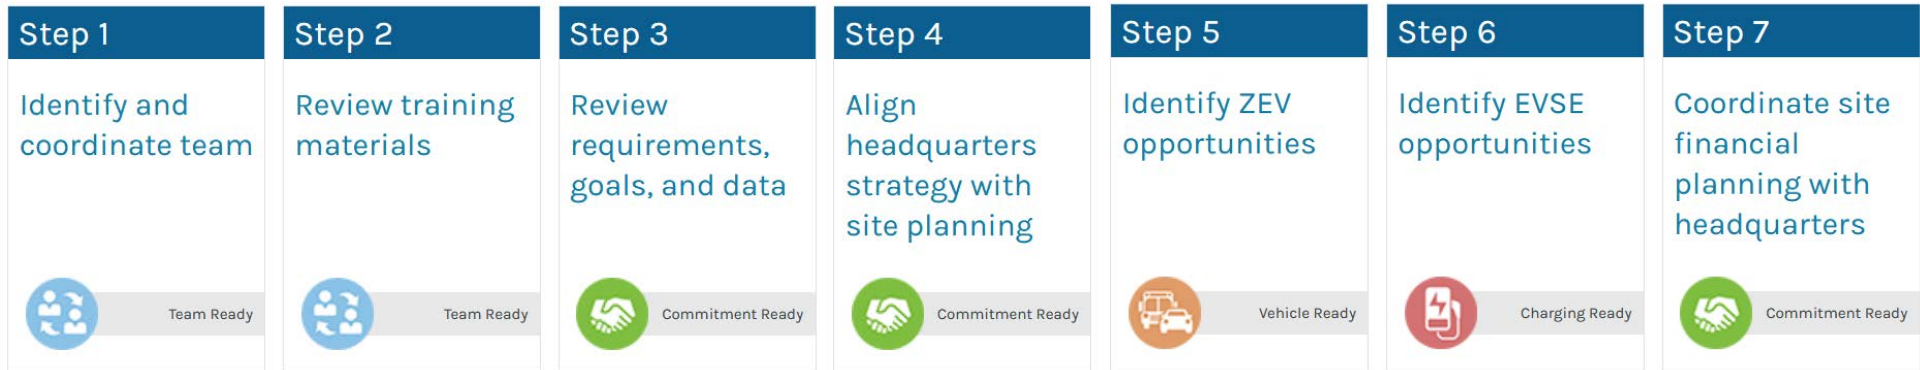 Step 1
Identify and
coordinate team
Team Ready
Step 2
Review training
materials
Team Ready
Step 3
Review
requirements,
goals, and data
Commitment Ready
Step 4
Align
headquarters
strategy with
site planning
Commitment Ready
Step 5
Identify ZEV
opportunities
Vehicle Ready
Step 6
Identify EVSE
opportunities
Charging Ready
Step 7
Coordinate site
financial
planning with
headquarters
Commitment Ready